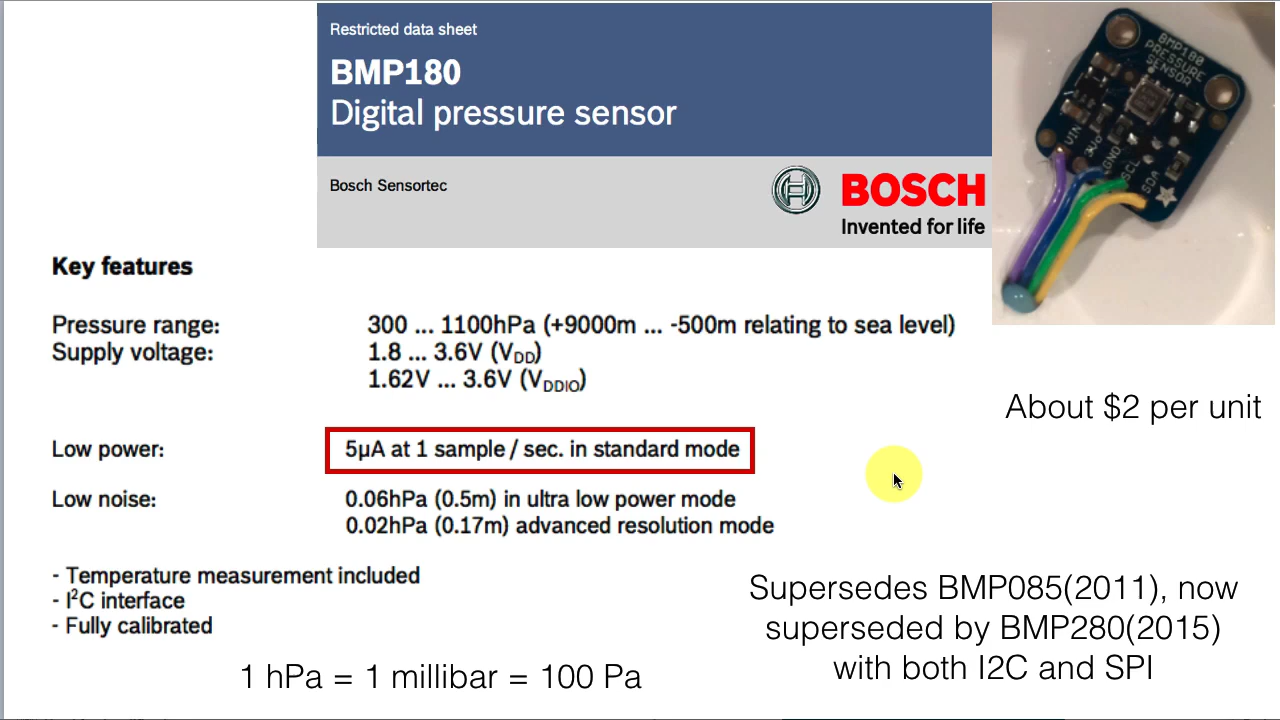 Restricted data sheet
BMP180
Digital pressure sensor
Bosch Sensortec
BOSCH
Invented for life
BMP180
PRESSURE
SENSOR
VIN
3Vo
GND
SCL
SDA
Key features
Pressure range: 300 ... 1100hPa (+9000m ... -500m relating to sea level)
Supply voltage: 1.8 ... 3.6V (VDD)
1.62V ... 3.6V (VDDIO)
About $2 per unit
Low power: 5µA at 1 sample / sec. in standard mode
Low noise: 0.06hPa (0.5m) in ultra low power mode
0.02hPa (0.17m) advanced resolution mode
- Temperature measurement included
- I²C interface
- Fully calibrated
Supersedes BMP085(2011), now
superseded by BMP280(2015)
with both I2C and SPI
1 hPa = 1 millibar = 100 Pa